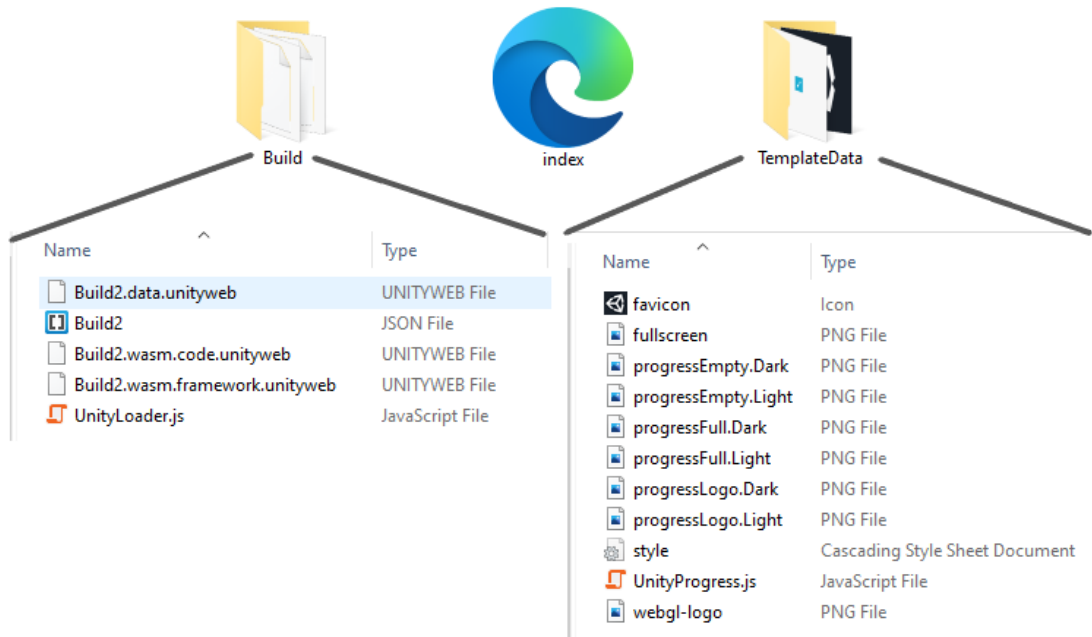 Build
index
TemplateData
Name Type
Build2.data.unityweb UNITYWEB File
Build2 JSON File
Build2.wasm.code.unityweb UNITYWEB File
Build2.wasm.framework.unityweb UNITYWEB File
UnityLoader.js JavaScript File
Name Type
favicon Icon
fullscreen PNG File
progressEmpty.Dark PNG File
progressEmpty.Light PNG File
progressFull.Dark PNG File
progressFull.Light PNG File
progressLogo.Dark PNG File
progressLogo.Light PNG File
style Cascading Style Sheet Document
UnityProgress.js JavaScript File
webgl-logo PNG File